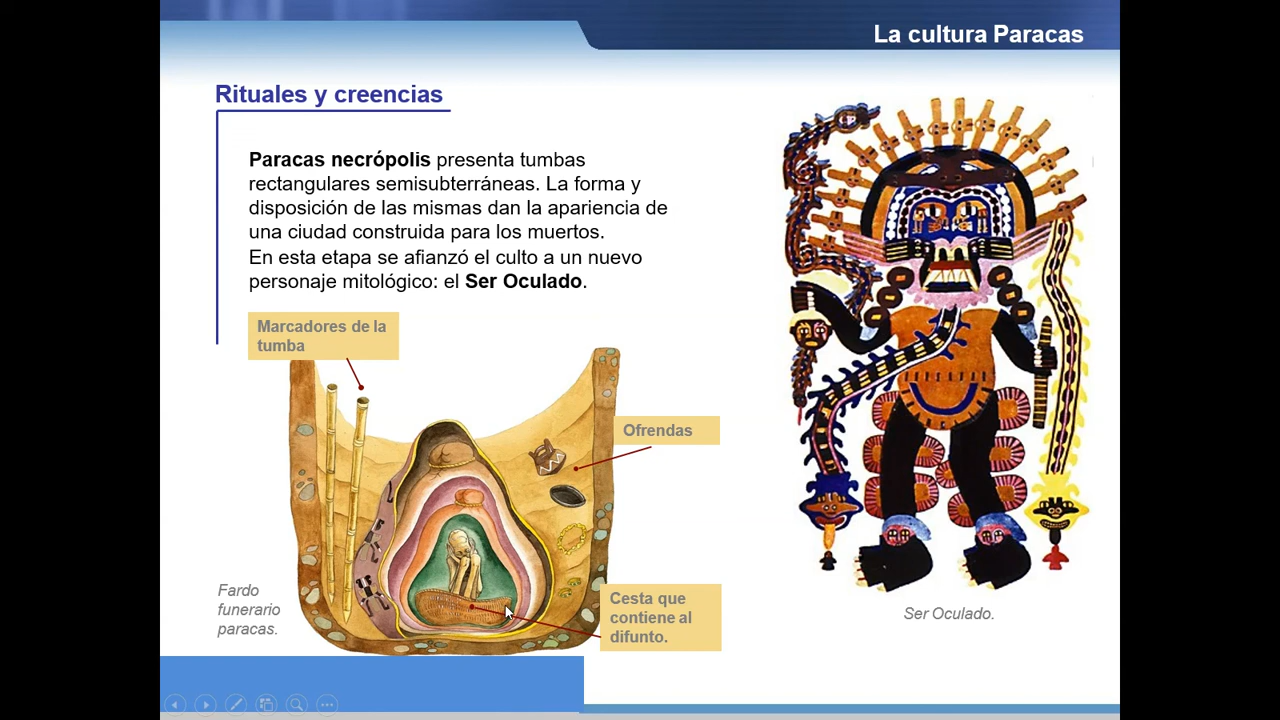 La cultura Paracas
Rituales y creencias
Paracas necrópolis presenta tumbas
rectangulares semisubterráneas. La forma y
disposición de las mismas dan la apariencia de
una ciudad construida para los muertos.
En esta etapa se afianzó el culto a un nuevo
personaje mitológico: el Ser Oculado.
Marcadores de la
tumba
Ofrendas
Cesta que
contiene al
difunto.
Fardo
funerario
paracas.
Ser Oculado.